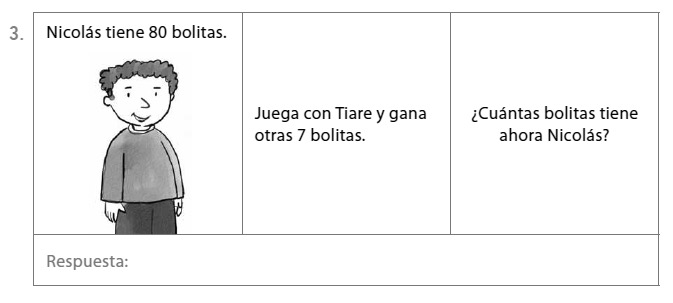 3.
Nicolás tiene 80 bolitas.
Juega con Tiare y gana
otras 7 bolitas.
¿Cuántas bolitas tiene
ahora Nicolás?
Respuesta: